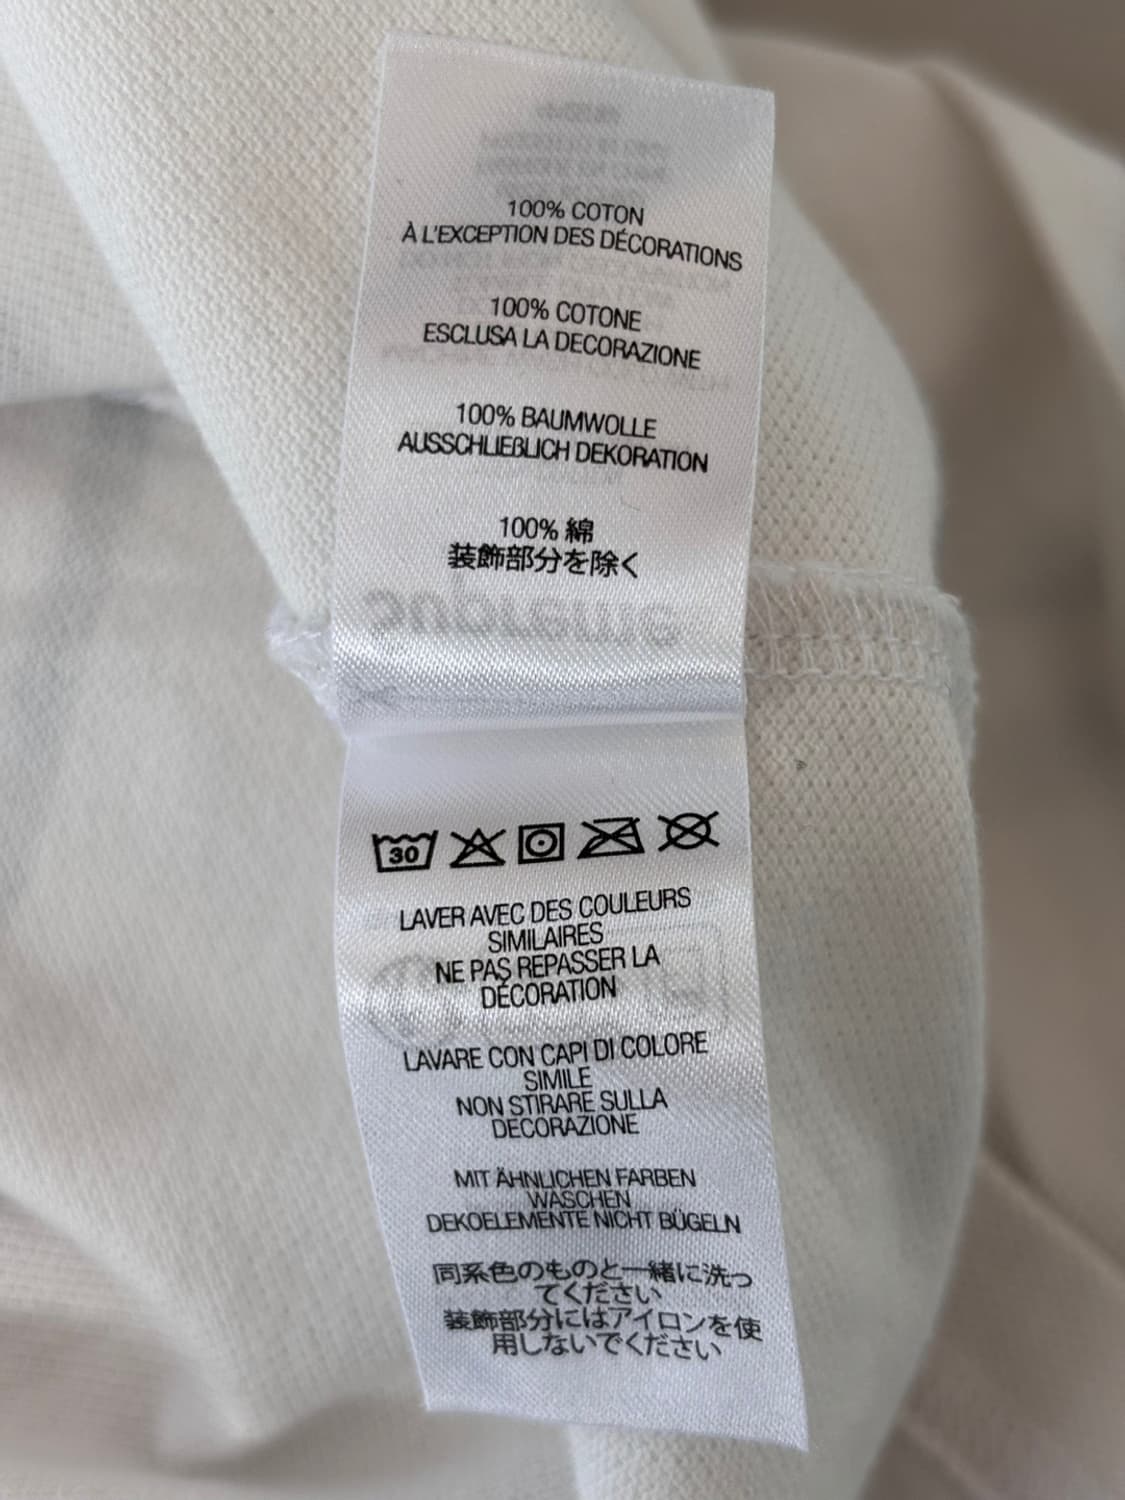 100% COTON
À L'EXCEPTION DES DÉCORATIONS
100% COTONE
ESCLUSA LA DECORAZIONE
100% BAUMWOLLE
AUSSCHLIEßLICH DEKORATION
100% 綿
装飾部分を除く
Supreme
30
LAVER AVEC DES COULEURS
SIMILAIRES
NE PAS REPASSER LA
DÉCORATION
LAVARE CON CAPI DI COLORE
SIMILE
NON STIRARE SULLA
DECORAZIONE
MIT ÄHNLICHEN FARBEN
WASCHEN
DEKOELEMENTE NICHT BÜGELN
同系色のものと一緒に洗っ
てください
装飾部分にはアイロンを使
用しないでください